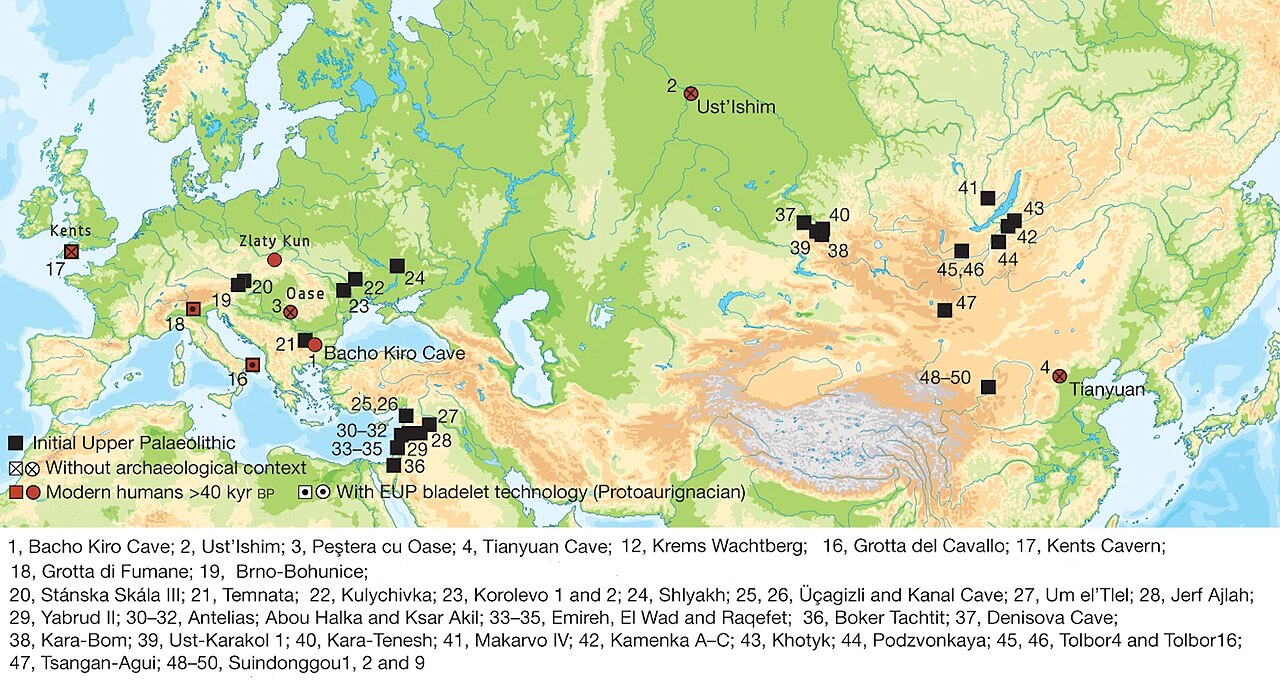 2
Ust'Ishim
41
43
37
40
42
39
38
44
45,46
Kents
17
Zlaty Kun
24
20
22
19
Oase
23
3
47
18
21
Bacho Kiro Cave
1
16
4
48–50
Tianyuan
25,26
27
30–32
28
33–35
29
36
Initial Upper Palaeolithic
Without archaeological context
Modern humans >40 kyr BP
With EUP bladelet technology (Protoaurignacian)
1, Bacho Kiro Cave; 2, Ust'Ishim; 3, Peştera cu Oase; 4, Tianyuan Cave; 12, Krems Wachtberg; 16, Grotta del Cavallo; 17, Kents Cavern;
18, Grotta di Fumane; 19, Brno-Bohunice;
20, Stánska Skála III; 21, Temnata; 22, Kulychivka; 23, Korolevo 1 and 2; 24, Shlyakh; 25, 26, Üçagizli and Kanal Cave; 27, Um el'Tlel; 28, Jerf Ajlah;
29, Yabrud II; 30–32, Antelias; Abou Halka and Ksar Akil; 33–35, Emireh, El Wad and Raqefet; 36, Boker Tachtit; 37, Denisova Cave;
38, Kara-Bom; 39, Ust-Karakol 1; 40, Kara-Tenesh; 41, Makarvo IV; 42, Kamenka A–C; 43, Khotyk; 44, Podzvonkaya; 45, 46, Tolbor4 and Tolbor16;
47, Tsangan-Agui; 48–50, Suindonggou1, 2 and 9